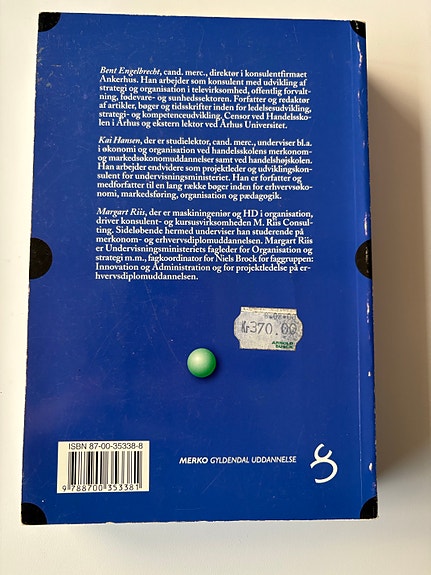 Bent Engelbrecht, cand. merc., direktør i konsulentfirmaet
Ankerhus. Han arbejder som konsulent med udvikling af
strategi og organisation i televirksomhed, offentlig forvalt-
ning, fødevare- og sunhedssektoren. Forfatter og redaktør
af artikler, bøger og tidsskrifter inden for ledelsesudvikling,
strategi- og kompetenceudvikling. Censor ved Handelssko-
len i Århus og ekstern lektor ved Århus Universitet.
Kai Hansen, der er studielektor, cand. merc., underviser bl.a.
i økonomi og organisation ved handelsskolens merkonom-
og markedsøkonomuddannelser samt ved handelshøjskolen.
Han arbejder endvidere som projektleder og udviklingskon-
sulent for undervisningsministeriet. Han er forfatter og
medforfatter til en lang række bøger inden for erhvervsøko-
nomi, markedsføring, organisation og pædagogik.
Margart Riis, der er maskiningeniør og HD i organisation,
driver konsulent- og kursusvirksomheden M. Riis Consul-
ting. Sideløbende hermed underviser han studerende på
merkonom- og erhvervsdiplomuddannelsen. Margart Riis
er Undervisningsministeriets fagleder for Organisation og
strategi m.m., fagkoordinator for Niels Brock for faggruppen:
Innovation og Administration og for projektledelse på er-
hvervsdiplomuddannelsen.
Kr370.00
ARNOLD
BUSCK
ISBN 87-00-35338-8
9 788700 353381
MERKO GYLDENDAL UDDANNELSE